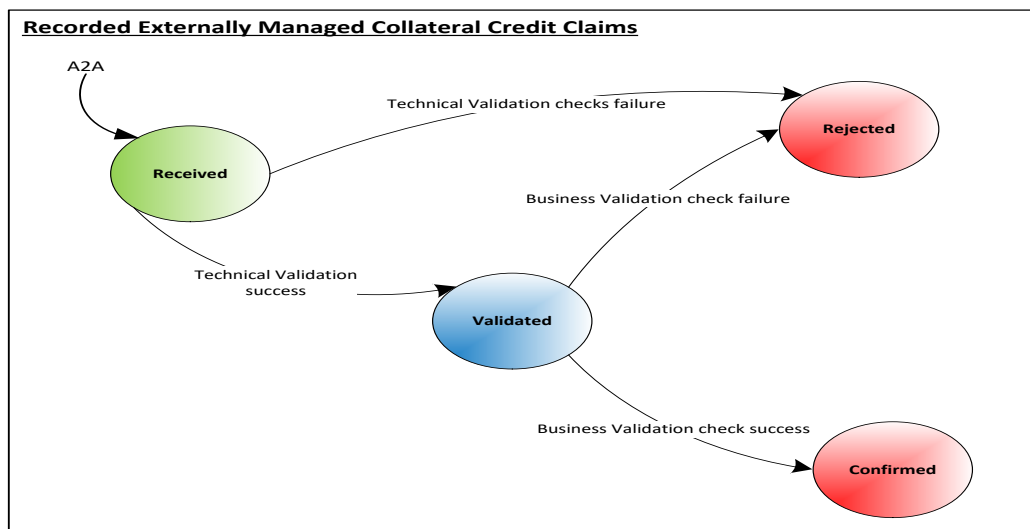 Recorded Externally Managed Collateral Credit Claims
A2A
Technical Validation checks failure
Rejected
Received
Business Validation check failure
Technical Validation
success
Validated
Business Validation check success
Confirmed